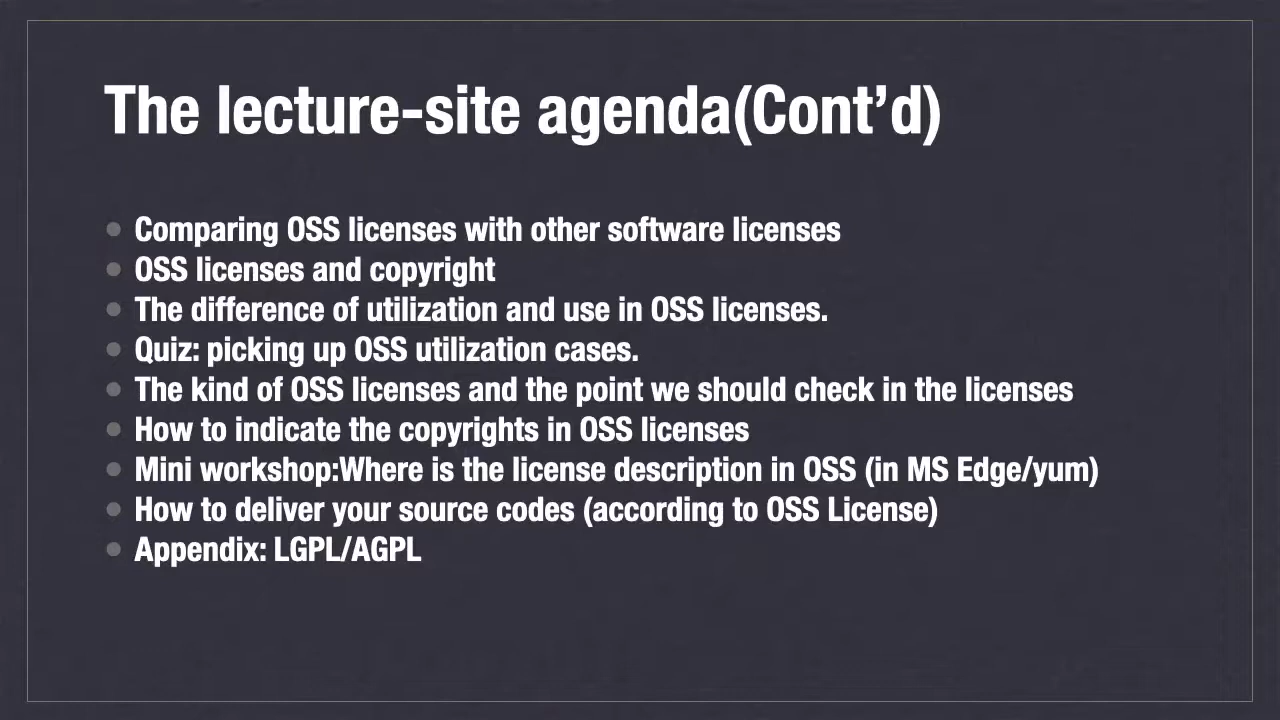 The lecture-site agenda(Cont’d)
Comparing OSS licenses with other software licenses
OSS licenses and copyright
The difference of utilization and use in OSS licenses.
Quiz: picking up OSS utilization cases.
The kind of OSS licenses and the point we should check in the licenses
How to indicate the copyrights in OSS licenses
Mini workshop:Where is the license description in OSS (in MS Edge/yum)
How to deliver your source codes (according to OSS License)
Appendix: LGPL/AGPL